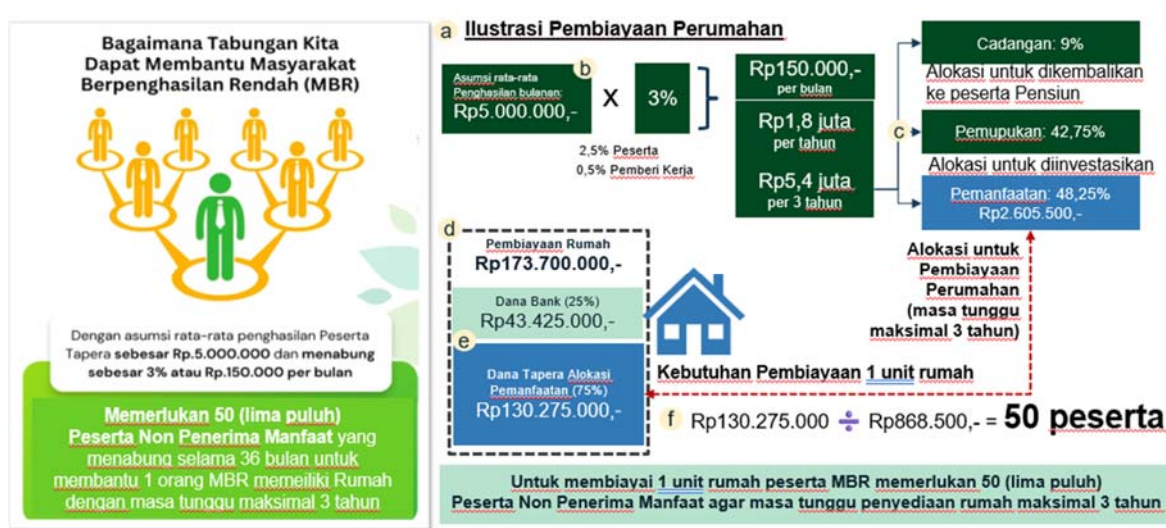 Bagaimana Tabungan Kita
Dapat Membantu Masyarakat
Berpenghasilan Rendah (MBR)
Dengan asumsi rata-rata penghasilan Peserta
Tapera sebesar Rp.5.000.000 dan menabung
sebesar 3% atau Rp.150.000 per bulan
Memerlukan 50 (lima puluh)
Peserta Non Penerima Manfaat yang
menabung selama 36 bulan untuk
membantu 1 orang MBR memeiliki Rumah
dengan masa tunggu maksimal 3 tahun
a Ilustrasi Pembiayaan Perumahan
b
Asumsi rata-rata
Penghasilan bulanan:
Rp5.000.000,-
X
3%
2,5% Peserta
0,5% Pemberi Kerja
Rp150.000,-
per bulan
Rp1,8 juta
per tahun
Rp5,4 juta
per 3 tahun
c
Cadangan: 9%
Alokasi untuk dikembalikan
ke peserta Pensiun
Pemupukan: 42,75%
Alokasi untuk diinvestasikan
Pemanfaatan: 48,25%
Rp2.605.500,-
Alokasi untuk
Pembiayaan
Perumahan
(masa tunggu
maksimal 3 tahun)
d
Pembiayaan Rumah
Rp173.700.000,-
Dana Bank (25%)
Rp43.425.000,-
e
Dana Tapera Alokasi
Pemanfaatan (75%)
Rp130.275.000,-
Kebutuhan Pembiayaan 1 unit rumah
f Rp130.275.000 ÷ Rp868.500,- = 50 peserta
Untuk membiayai 1 unit rumah peserta MBR memerlukan 50 (lima puluh)
Peserta Non Penerima Manfaat agar masa tunggu penyediaan rumah maksimal 3 tahun